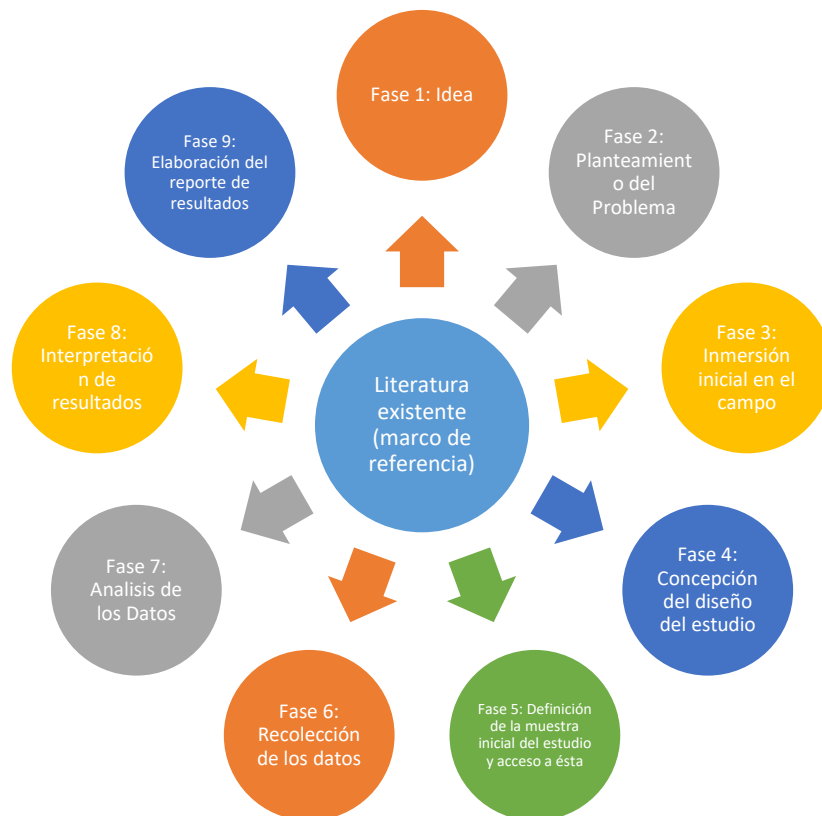 Fase 1: Idea
Fase 2:
Planteamient
o del
Problema
Fase 3:
Inmersión
inicial en el
campo
Fase 4:
Concepción
del diseño
del estudio
Fase 5: Definición
de la muestra
inicial del estudio
y acceso a ésta
Fase 6:
Recolección
de los datos
Fase 7:
Analisis de
los Datos
Fase 8:
Interpretació
n de
resultados
Fase 9:
Elaboración del
reporte de
resultados
Literatura
existente
(marco de
referencia)